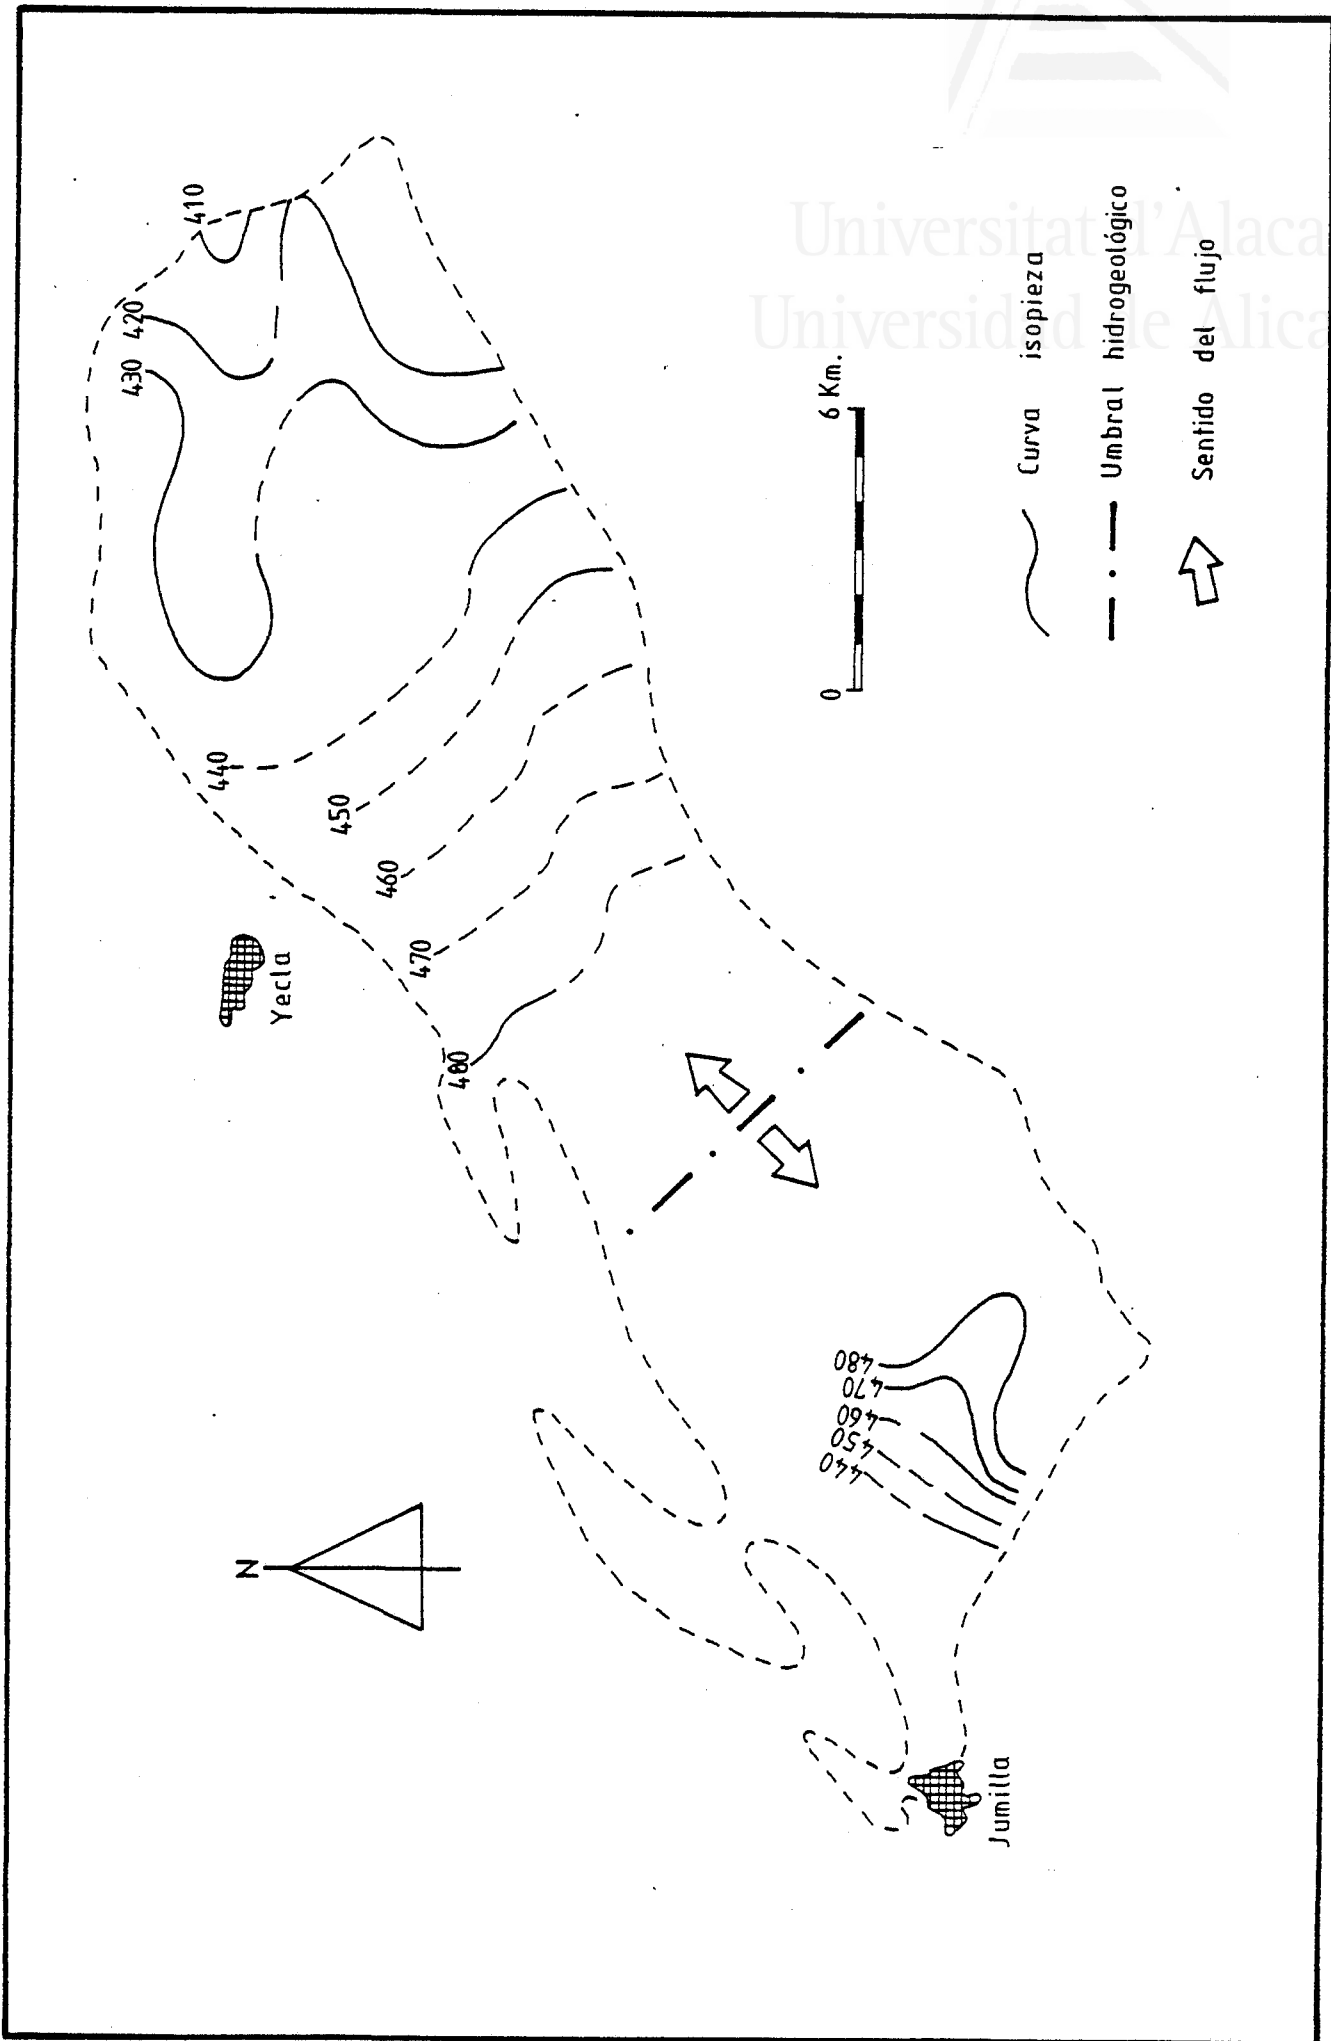 410
420
430
440
450
460
470
480
Yecla
N
480
470
460
450
440
Jumilla
0 6 Km.
Curva isopieza
Umbral hidrogeológico
Sentido del flujo
Universitat d'Alaca
Universidad de Alica